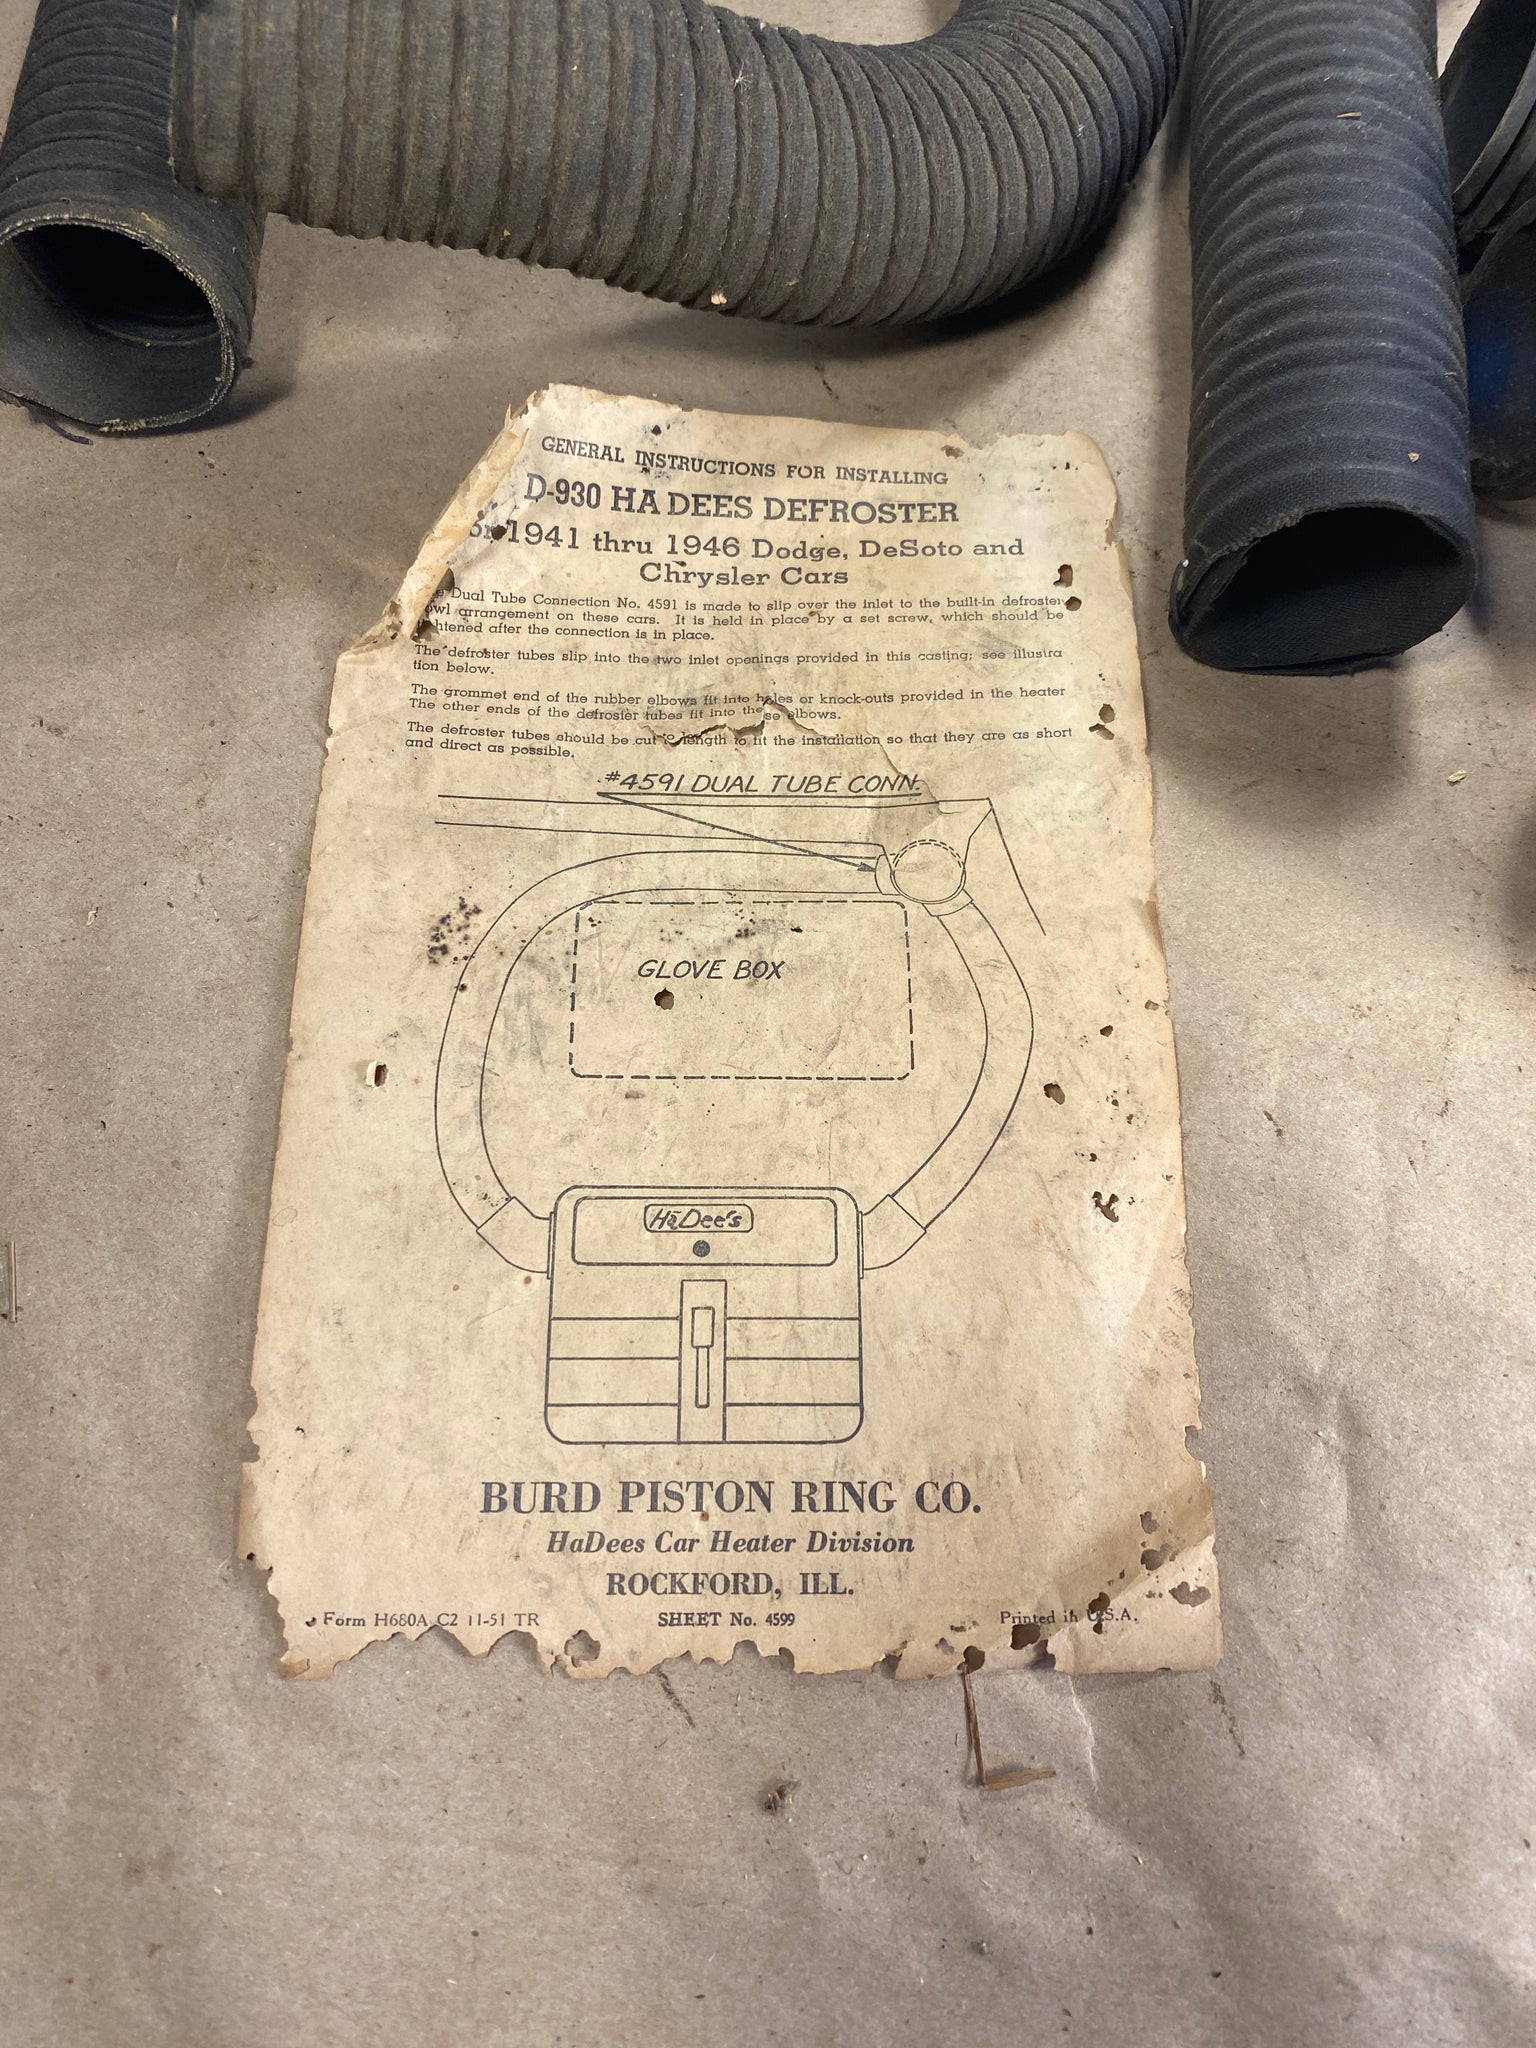 GENERAL INSTRUCTIONS FOR INSTALLING
D-930 HA DEES DEFROSTER
1941 thru 1946 Dodge, DeSoto and
Chrysler Cars
Dual Tube Connection No. 4591 is made to slip over the inlet to the built-in defroster
arrangement on these cars. It is held in place by a set screw, which should be
after the connection is in place.
The defroster tubes slip into the two inlet openings provided in this casting; see illustra
tion below.
The grommet end of the rubber elbows fit into holes or knock-outs provided in the heater
The other ends of the defroster tubes fit into these elbows.
The defroster tubes should be cut to length to fit the installation so that they are as short
and direct as possible.
#4591 DUAL TUBE CONN.
GLOVE BOX
HaDee's
BURD PISTON RING CO.
HaDees Car Heater Division
ROCKFORD, ILL.
Form H680A C2 11-51 TR SHEET No. 4599 Printed in U.S.A.